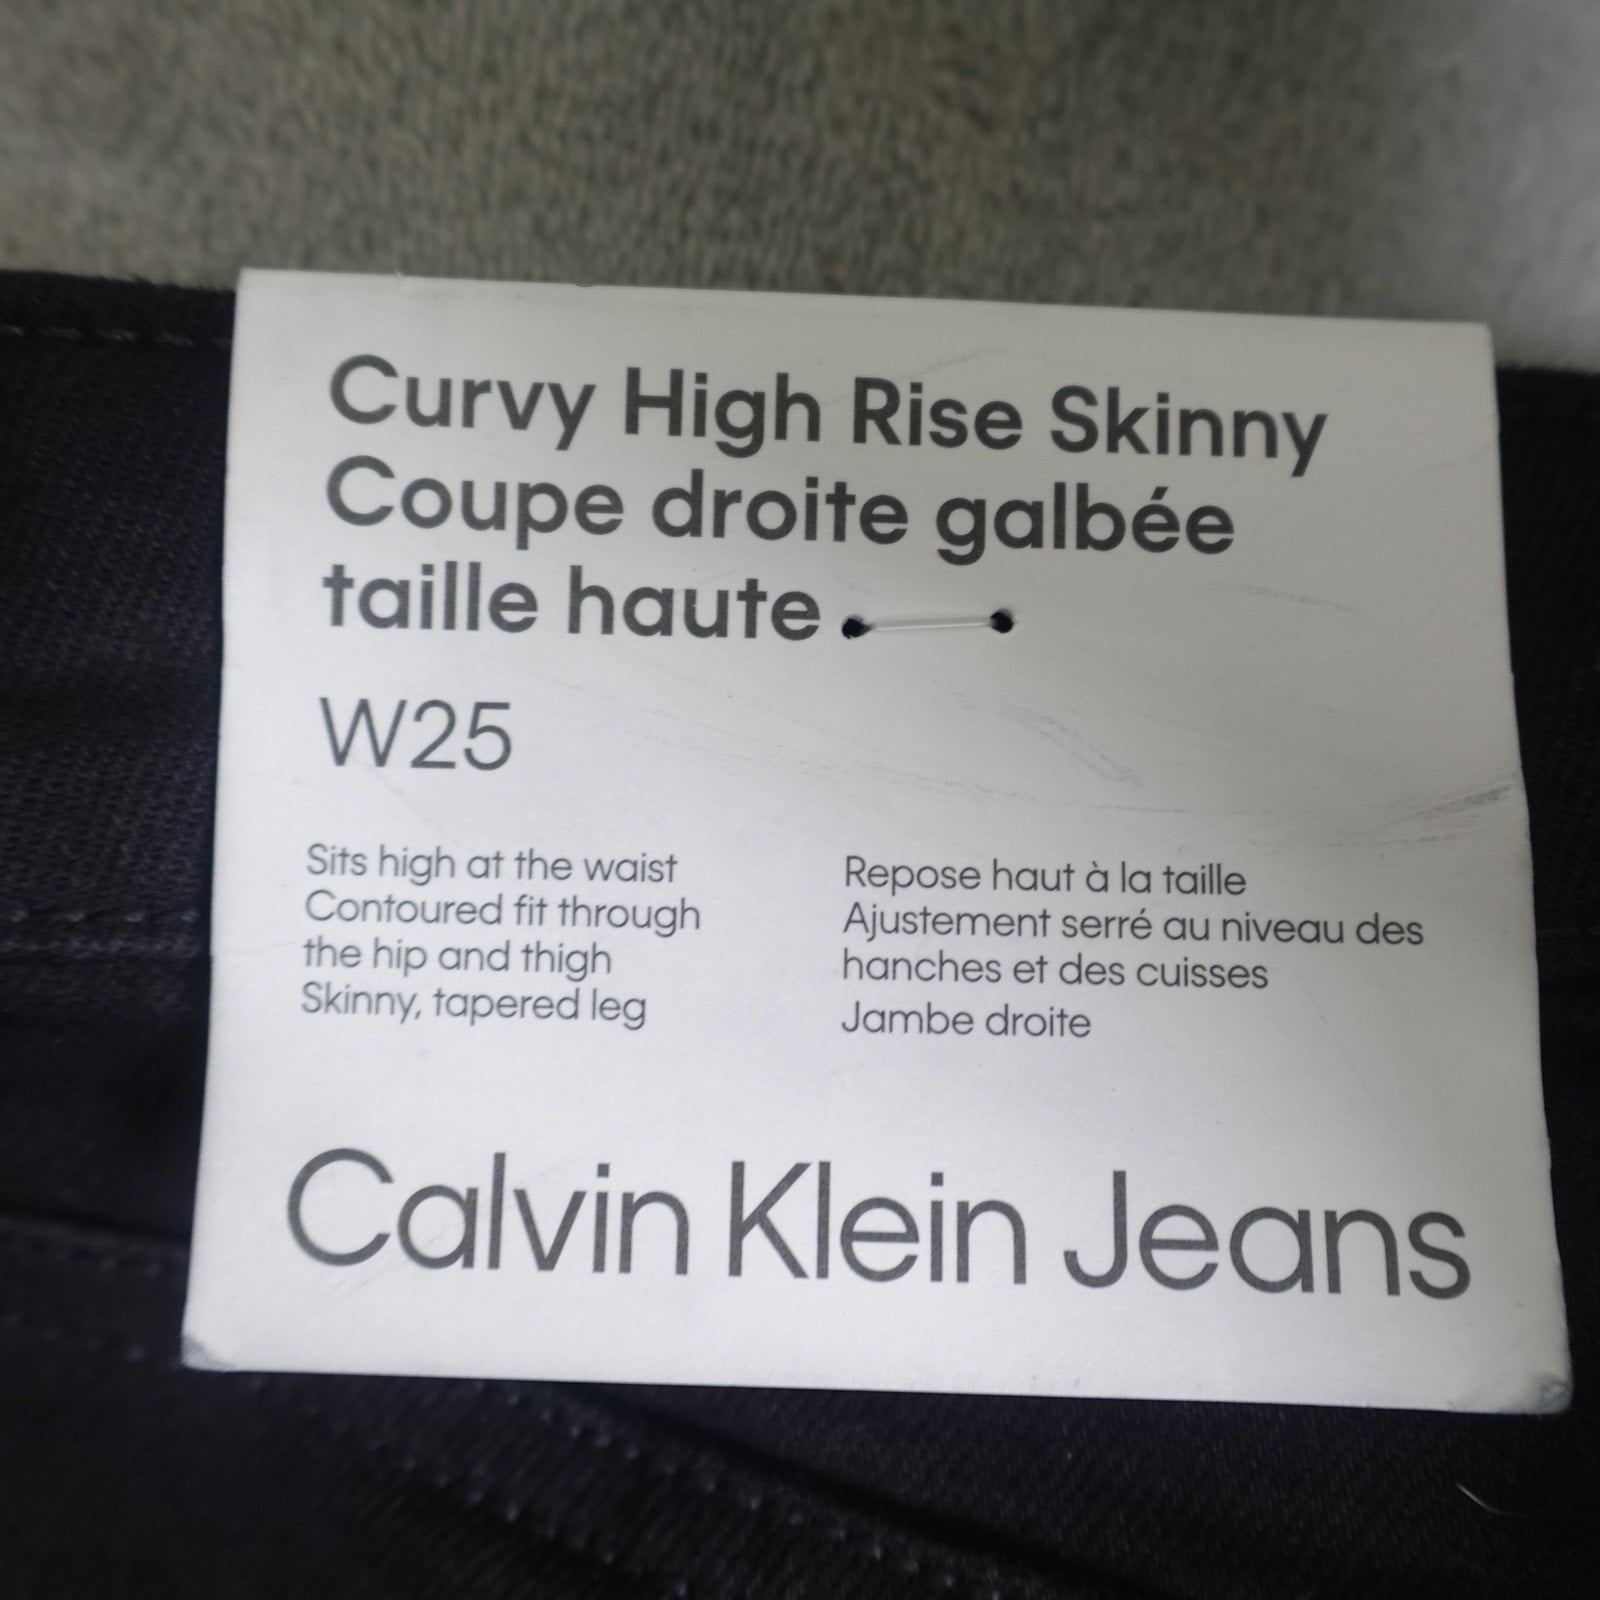 Curvy High Rise Skinny
Coupe droite galbée
taille haute
W25
Sits high at the waist
Contoured fit through
the hip and thigh
Skinny, tapered leg
Repose haut à la taille
Ajustement serré au niveau des
hanches et des cuisses
Jambe droite
Calvin Klein Jeans